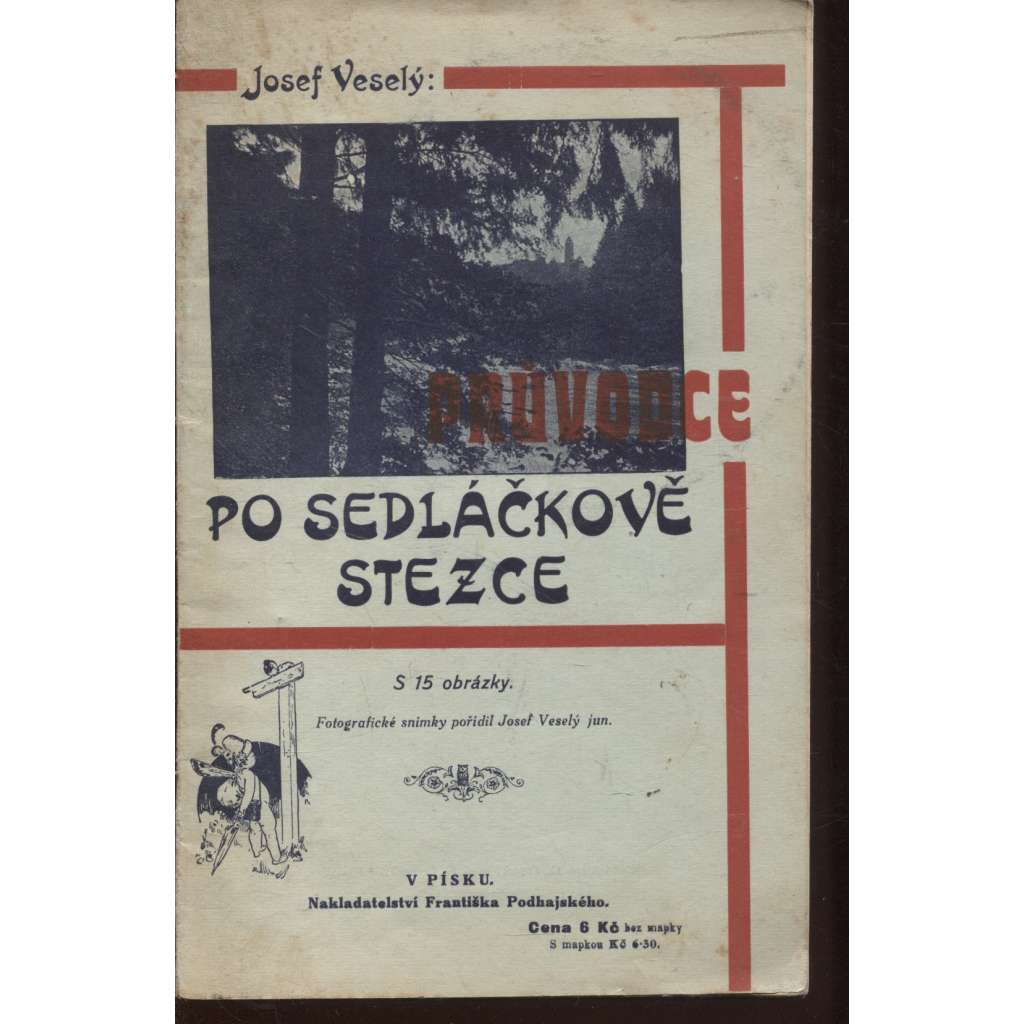 Josef Veselý:
PRŮVODCE
PO SEDLÁČKOVĚ
STEZCE
S 15 obrázky.
Fotografické snímky pořídil Josef Veselý jun.
V PÍSKU.
Nakladatelství Františka Podhajského.
Cena 6 Kč bez mapky
S mapkou Kč 6·30.